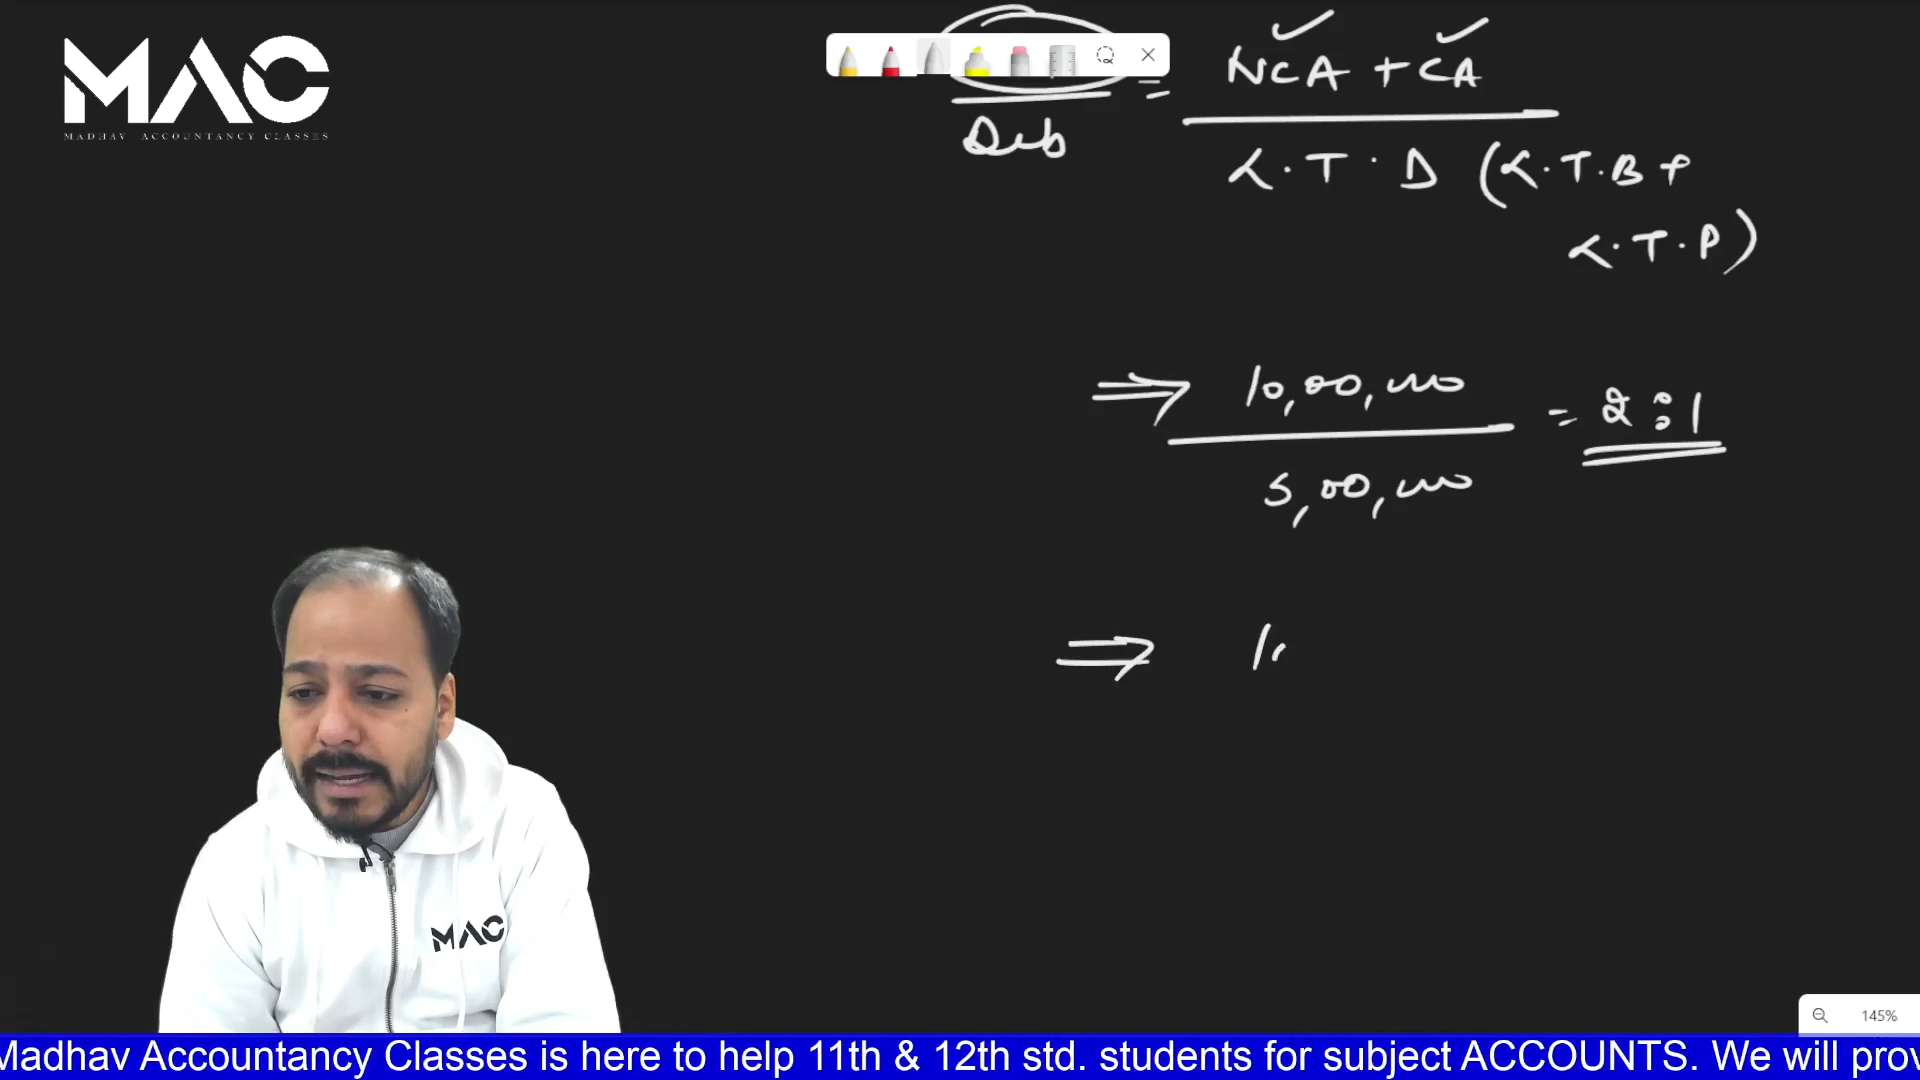 MAC
MADHAV ACCOUNTANCY CLASSES
NCA + CA
Deb =
L.T.D (L.T.B +
L.T.P)
⇒ 10,00,000
= 2:1
5,00,000
⇒ 10
MAC
145%
Madhav Accountancy Classes is here to help 11th & 12th std. students for subject ACCOUNTS. We will prov